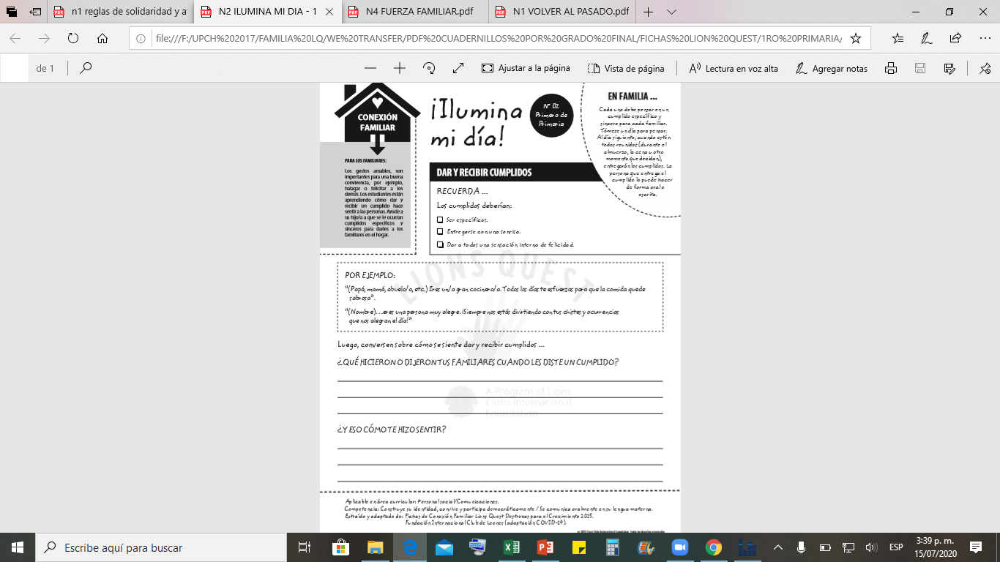 n1 reglas de solidaridad y a
N2 ILUMINA MI DIA - 1
N4 FUERZA FAMILIAR.pdf
N1 VOLVER AL PASADO.pdf
file:///F:/UPCH%202017/FAMILIA%20LQ/WE%20TRANSFER/PDF%20CUADERNILLOS%20POR%20GRADO%20FINAL/FICHAS%20LION%20QUEST/1RO%20PRIMARIA/
de 1
Ajustar a la página
Vista de página
Lectura en voz alta
Agregar notas
CONEXIÓN
FAMILIAR
PARA LOS FAMILIARES:
Los gestos amables, son
importantes para una buena
convivencia, por ejemplo,
halagar o felicitar a los
demás. Los estudiantes están
aprendiendo cómo dar y
recibir un cumplido hace
sentir a las personas. Ayude a
su hijo/a a que se le ocurran
cumplidos específicos y
sinceros para darles a los
familiares en el hogar.
¡Ilumina
mi día!
N° 02
Primero de
Primaria
EN FAMILIA ...
Cada uno debe pensar en un
cumplido específico y
sincero para cada familiar.
Tómese un día para pensar.
Al día siguiente, cuando estén
todos reunidos (durante el
almuerzo, la cena u otro
momento que decidan),
entregarán los cumplidos. La
persona que entrega el
cumplido lo puede hacer
de forma oral o
escrita.
DAR Y RECIBIR CUMPLIDOS
RECUERDA ...
Los cumplidos deberían:
Ser específicos.
Entregarse con una sonrisa.
Dar a todos una sensación interna de felicidad.
LIONS QUEST
POR EJEMPLO:
"(Papá, mamá, abuelo/a, etc.) Eres un/a gran cocinero/a. Todos los días te esfuerzas para que la comida quede
sabrosa".
"(Nombre)...eres una persona muy alegre. ¡Siempre nos estás divirtiendo con tus chistes y ocurrencias
que nos alegran el día!"
Luego, conversen sobre cómo se siente dar y recibir cumplidos ...
¿QUÉ HICIERON O DIJERON TUS FAMILIARES CUANDO LES DISTE UN CUMPLIDO?
A Program of Lions
Clubs International
Foundation
¿Y ESO CÓMO TE HIZO SENTIR?
Aplicable en área curricular: Personal social/Comunicaciones.
Competencia: Construye su identidad, convive y participa democráticamente / Se comunica oralmente en su lengua materna.
Extraído y adaptado de: Fichas de Conexión Familiar Lions Quest Destrezas para el Crecimiento 2015.
Fundación Internacional Club de Leones (adaptación COVID-19).
Escribe aquí para buscar
ESP
3:39 p. m.
15/07/2020